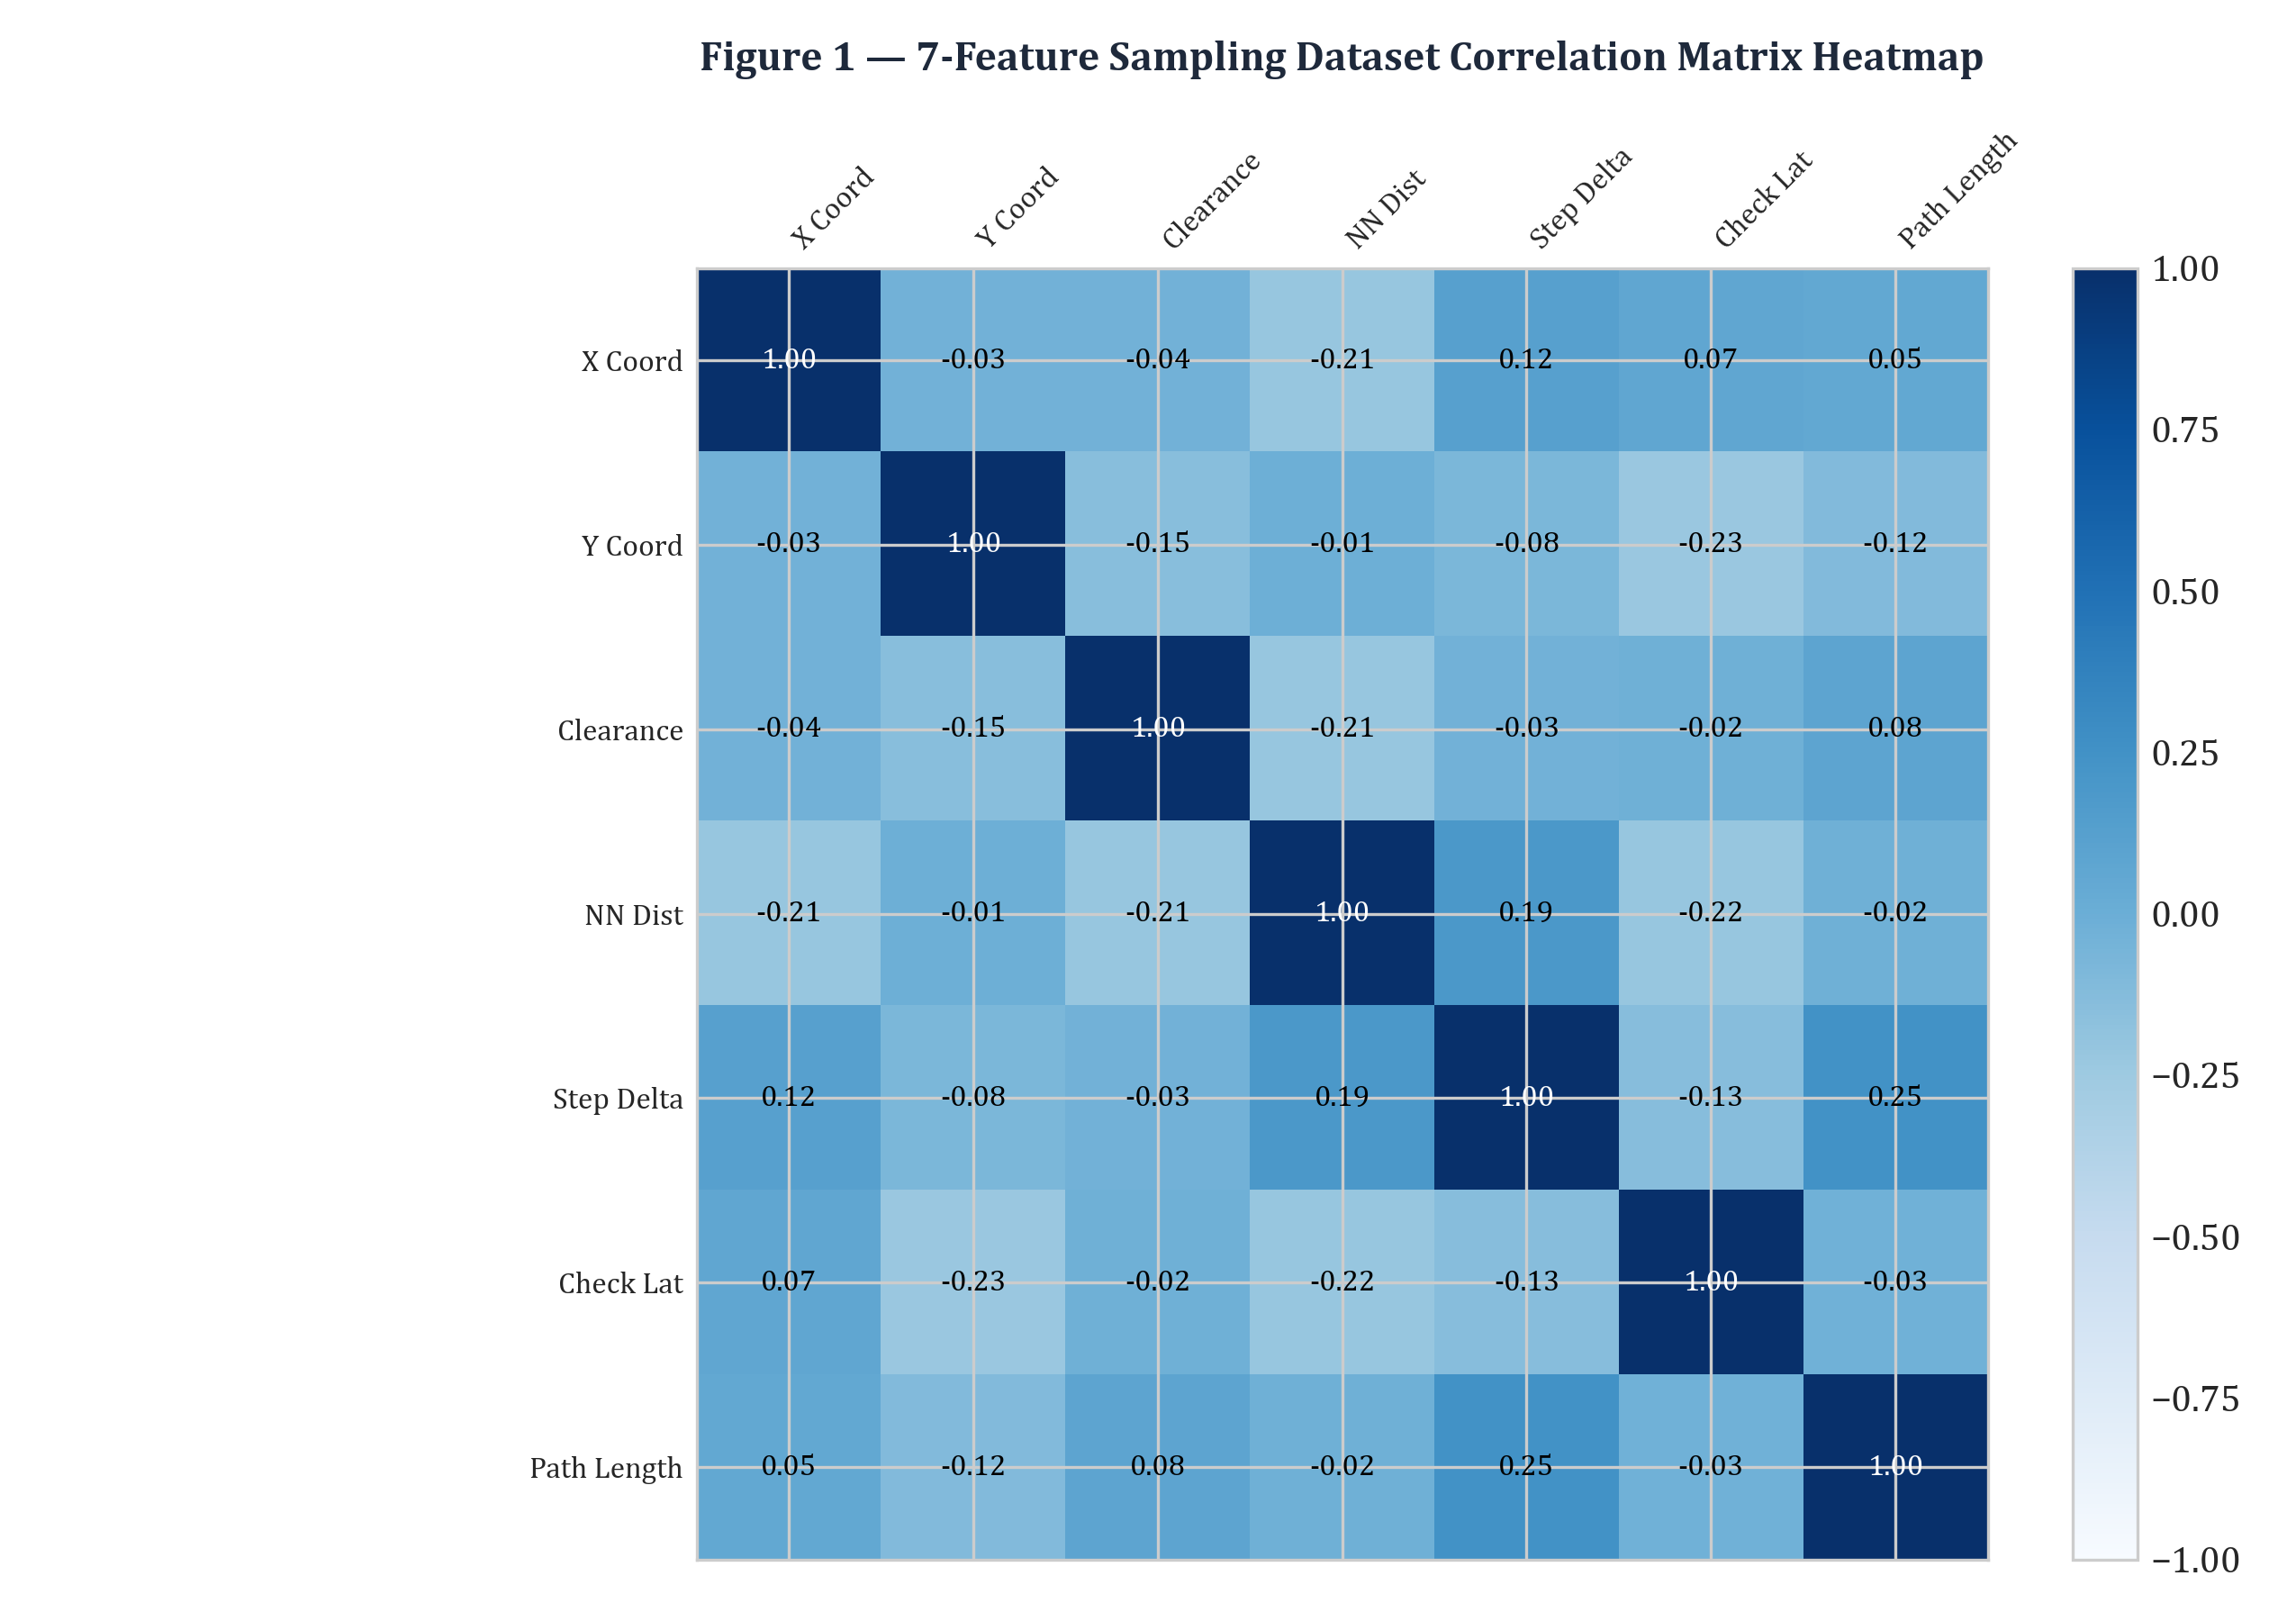 Figure 1 — 7-Feature Sampling Dataset Correlation Matrix Heatmap
X Coord Y Coord Clearance NN Dist Step Delta Check Lat Path Length
X Coord 1.00 -0.03 -0.04 -0.21 0.12 0.07 0.05
Y Coord -0.03 1.00 -0.15 -0.01 -0.08 -0.23 -0.12
Clearance -0.04 -0.15 1.00 -0.21 -0.03 -0.02 0.08
NN Dist -0.21 -0.01 -0.21 1.00 0.19 -0.22 -0.02
Step Delta 0.12 -0.08 -0.03 0.19 1.00 -0.13 0.25
Check Lat 0.07 -0.23 -0.02 -0.22 -0.13 1.00 -0.03
Path Length 0.05 -0.12 0.08 -0.02 0.25 -0.03 1.00
1.00
0.75
0.50
0.25
0.00
−0.25
−0.50
−0.75
−1.00